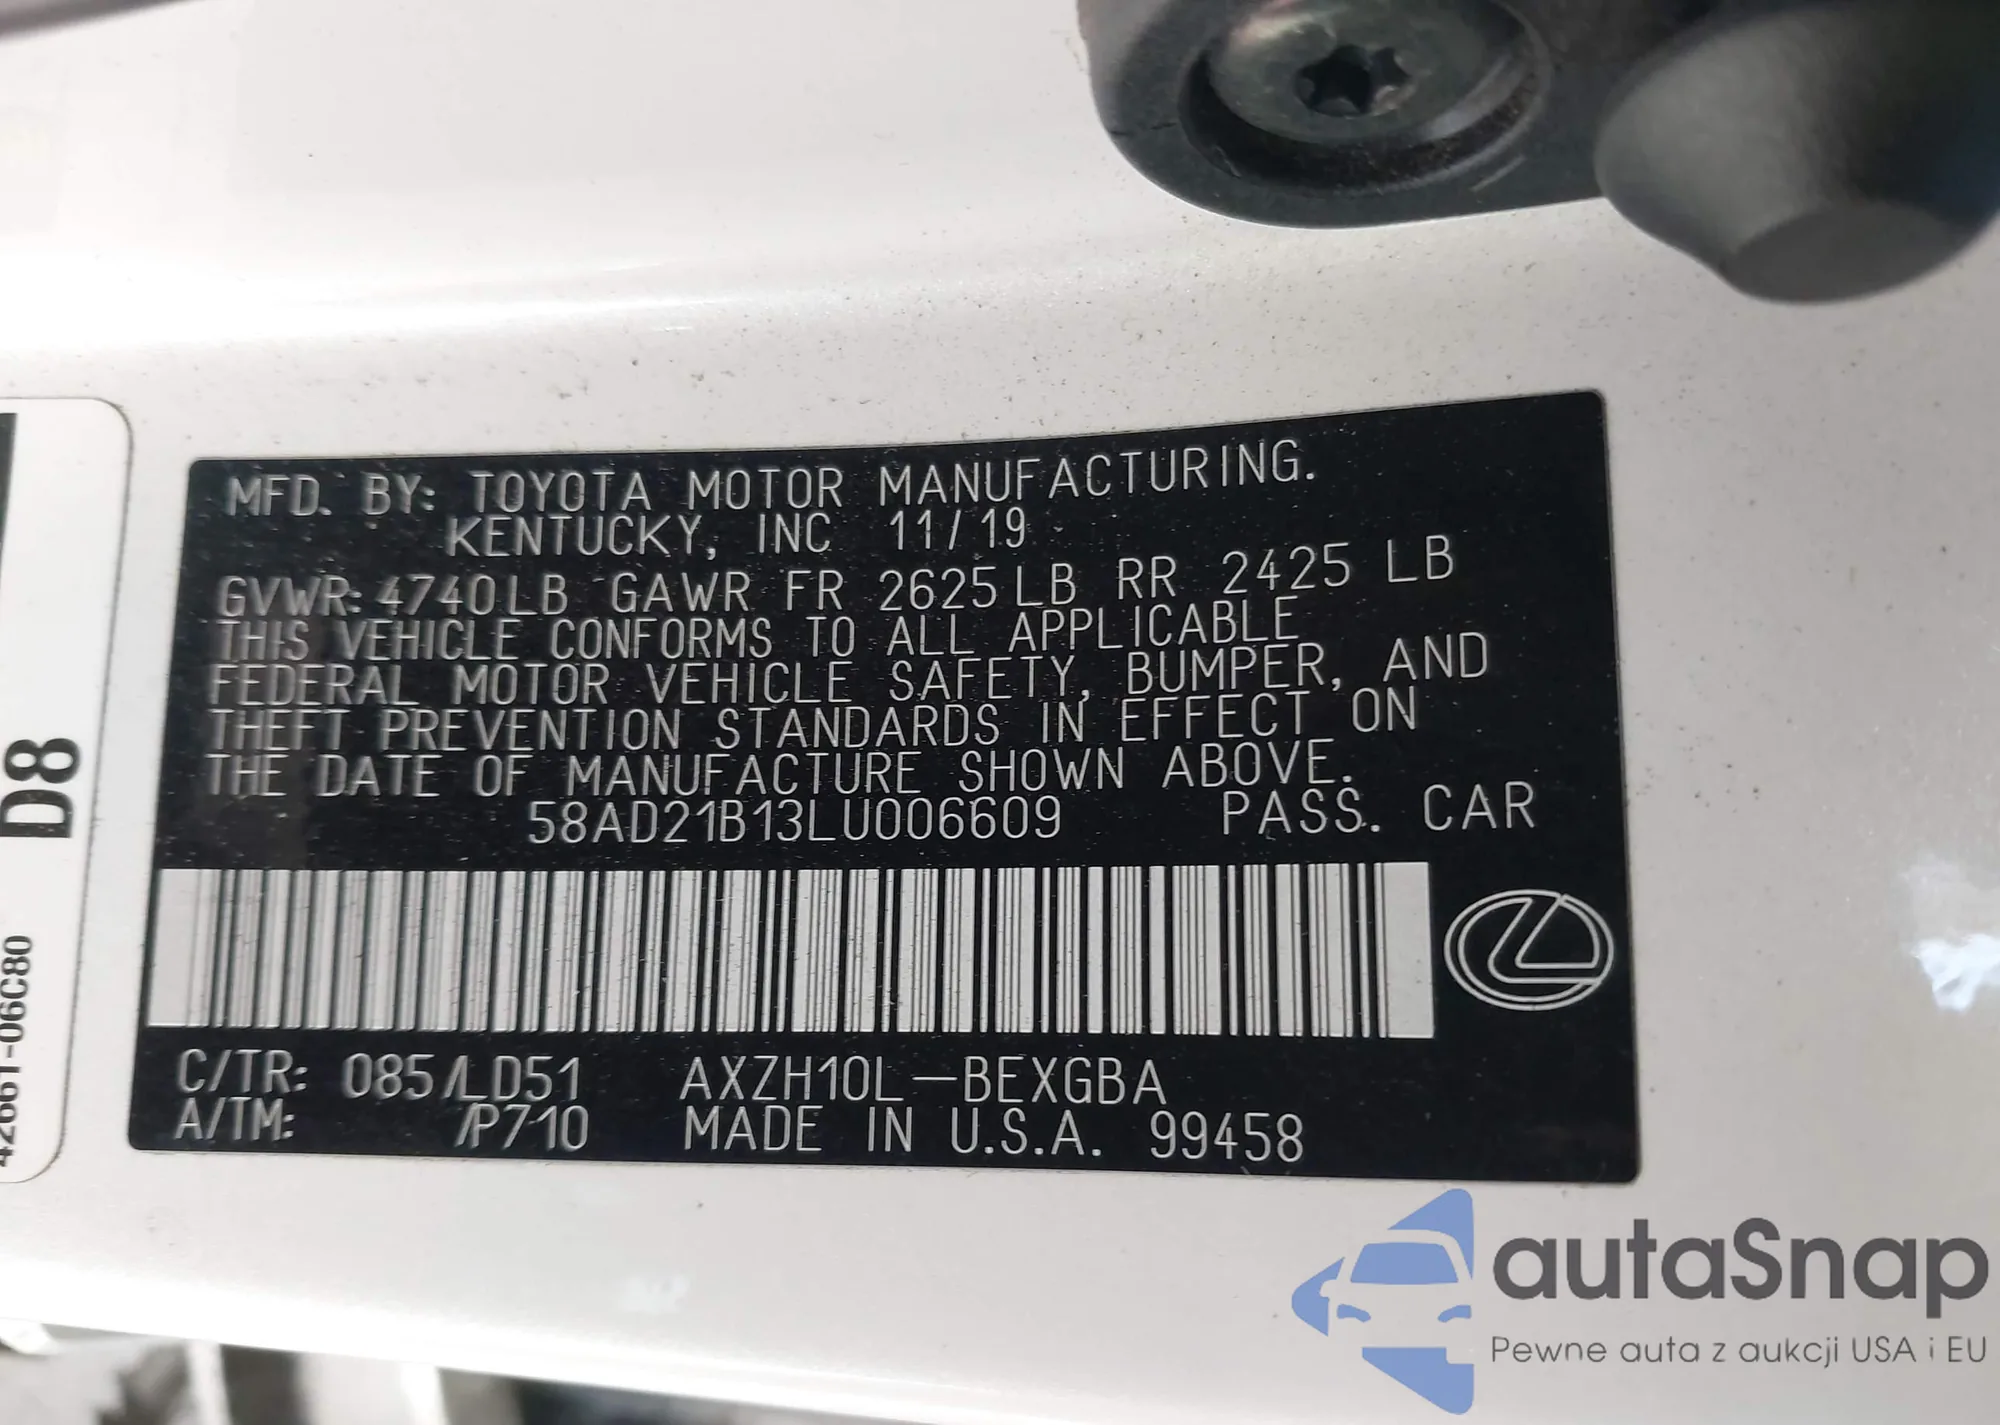 MFD. BY: TOYOTA MOTOR MANUFACTURING.
KENTUCKY, INC 11/19
GVWR: 4740LB GAWR FR 2625LB RR 2425 LB
THIS VEHICLE CONFORMS TO ALL APPLICABLE
FEDERAL MOTOR VEHICLE SAFETY, BUMPER, AND
THEFT PREVENTION STANDARDS IN EFFECT ON
THE DATE OF MANUFACTURE SHOWN ABOVE.
58AD21B13LU006609 PASS. CAR
C/TR: 085/LD51 AXZH10L-BEXGBA
A/TM: /P710 MADE IN U.S.A. 99458
D8
42661-06C80
autaSnap
Pewne auta z aukcji USA i EU